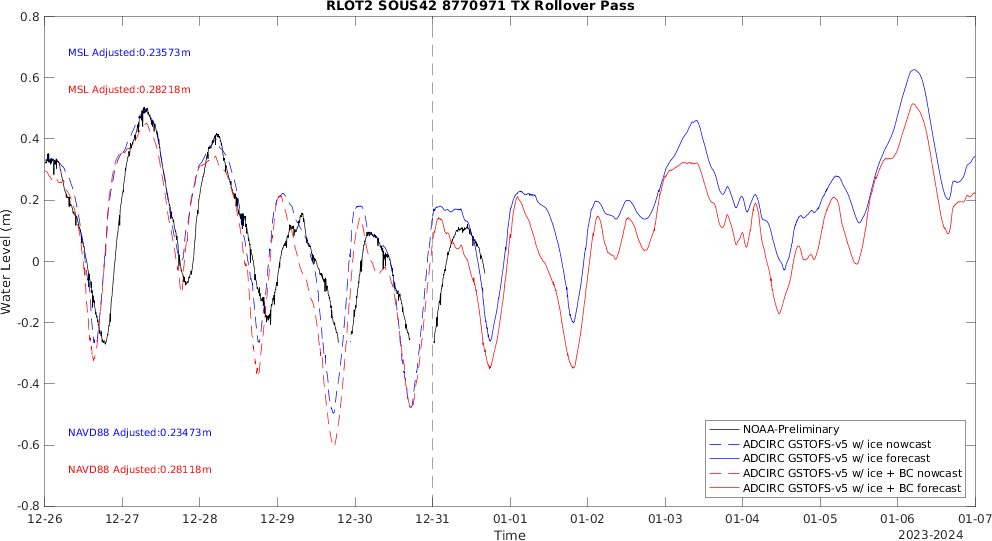 RLOT2 SOUS42 8770971 TX Rollover Pass
0.8
0.6
0.4
0.2
0
-0.2
-0.4
-0.6
-0.8
Water Level (m)
MSL Adjusted:0.23573m
MSL Adjusted:0.28218m
NAVD88 Adjusted:0.23473m
NAVD88 Adjusted:0.28118m
NOAA-Preliminary
ADCIRC GSTOFS-v5 w/ ice nowcast
ADCIRC GSTOFS-v5 w/ ice forecast
ADCIRC GSTOFS-v5 w/ ice + BC nowcast
ADCIRC GSTOFS-v5 w/ ice + BC forecast
12-26 12-27 12-28 12-29 12-30 12-31 01-01 01-02 01-03 01-04 01-05 01-06 01-07
Time
2023-2024